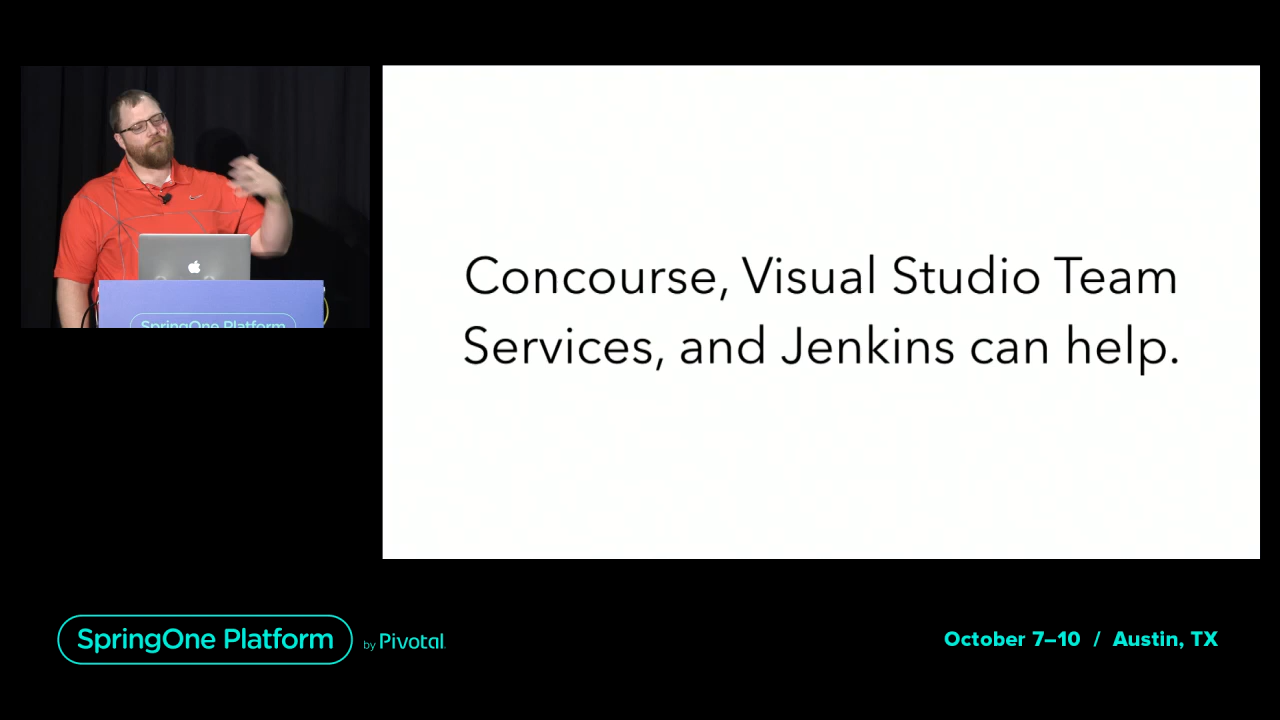 Concourse, Visual Studio Team
Services, and Jenkins can help.
SpringOne Platform
SpringOne Platform by Pivotal
October 7–10 / Austin, TX